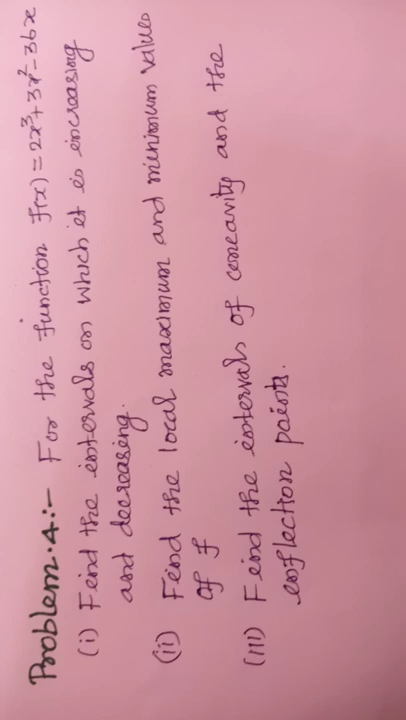 Problem.4:- For the function f(x)=2x³+3x²-36x
(i) Find the intervals on which it is increasing
and decreasing.
(ii) Find the local maximum and minimum values
of f
(III) Find the intervals of concavity and the
inflection points.